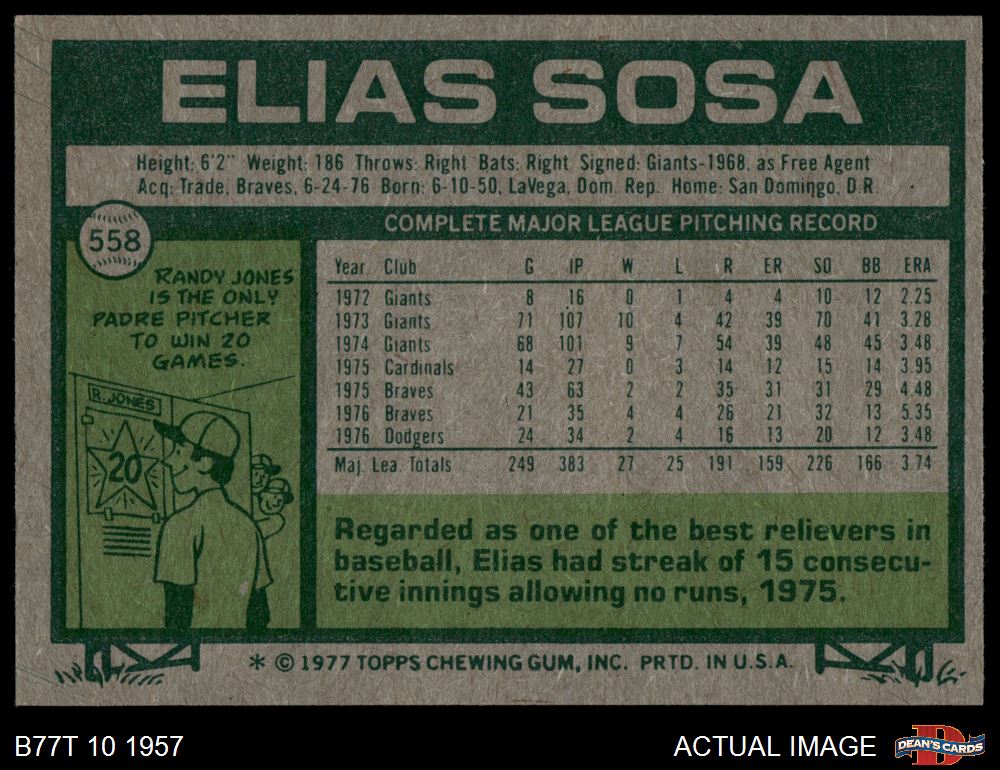 ELIAS SOSA
Height: 6'2" Weight: 186 Throws: Right Bats: Right Signed: Giants-1968, as Free Agent
Acq: Trade, Braves, 6-24-76 Born: 6-10-50, LaVega, Dom. Rep. Home: San Domingo, D.R.
558
RANDY JONES
IS THE ONLY
PADRE PITCHER
TO WIN 20
GAMES.
R. JONES
20
COMPLETE MAJOR LEAGUE PITCHING RECORD
Year Club G IP W L R ER SO BB ERA
1972 Giants 8 16 0 1 4 4 10 12 2.25
1973 Giants 71 107 10 4 42 39 70 41 3.28
1974 Giants 68 101 9 7 54 39 48 45 3.48
1975 Cardinals 14 27 0 3 14 12 15 14 3.95
1975 Braves 43 63 2 2 35 31 31 29 4.48
1976 Braves 21 35 4 4 26 21 32 13 5.35
1976 Dodgers 24 34 2 4 16 13 20 12 3.48
Maj. Lea. Totals 249 383 27 25 191 159 226 166 3.74
Regarded as one of the best relievers in
baseball, Elias had streak of 15 consecu-
tive innings allowing no runs, 1975.
* © 1977 TOPPS CHEWING GUM, INC. PRTD. IN U.S.A.
B77T 10 1957
ACTUAL IMAGE
D
DEAN'S CARDS